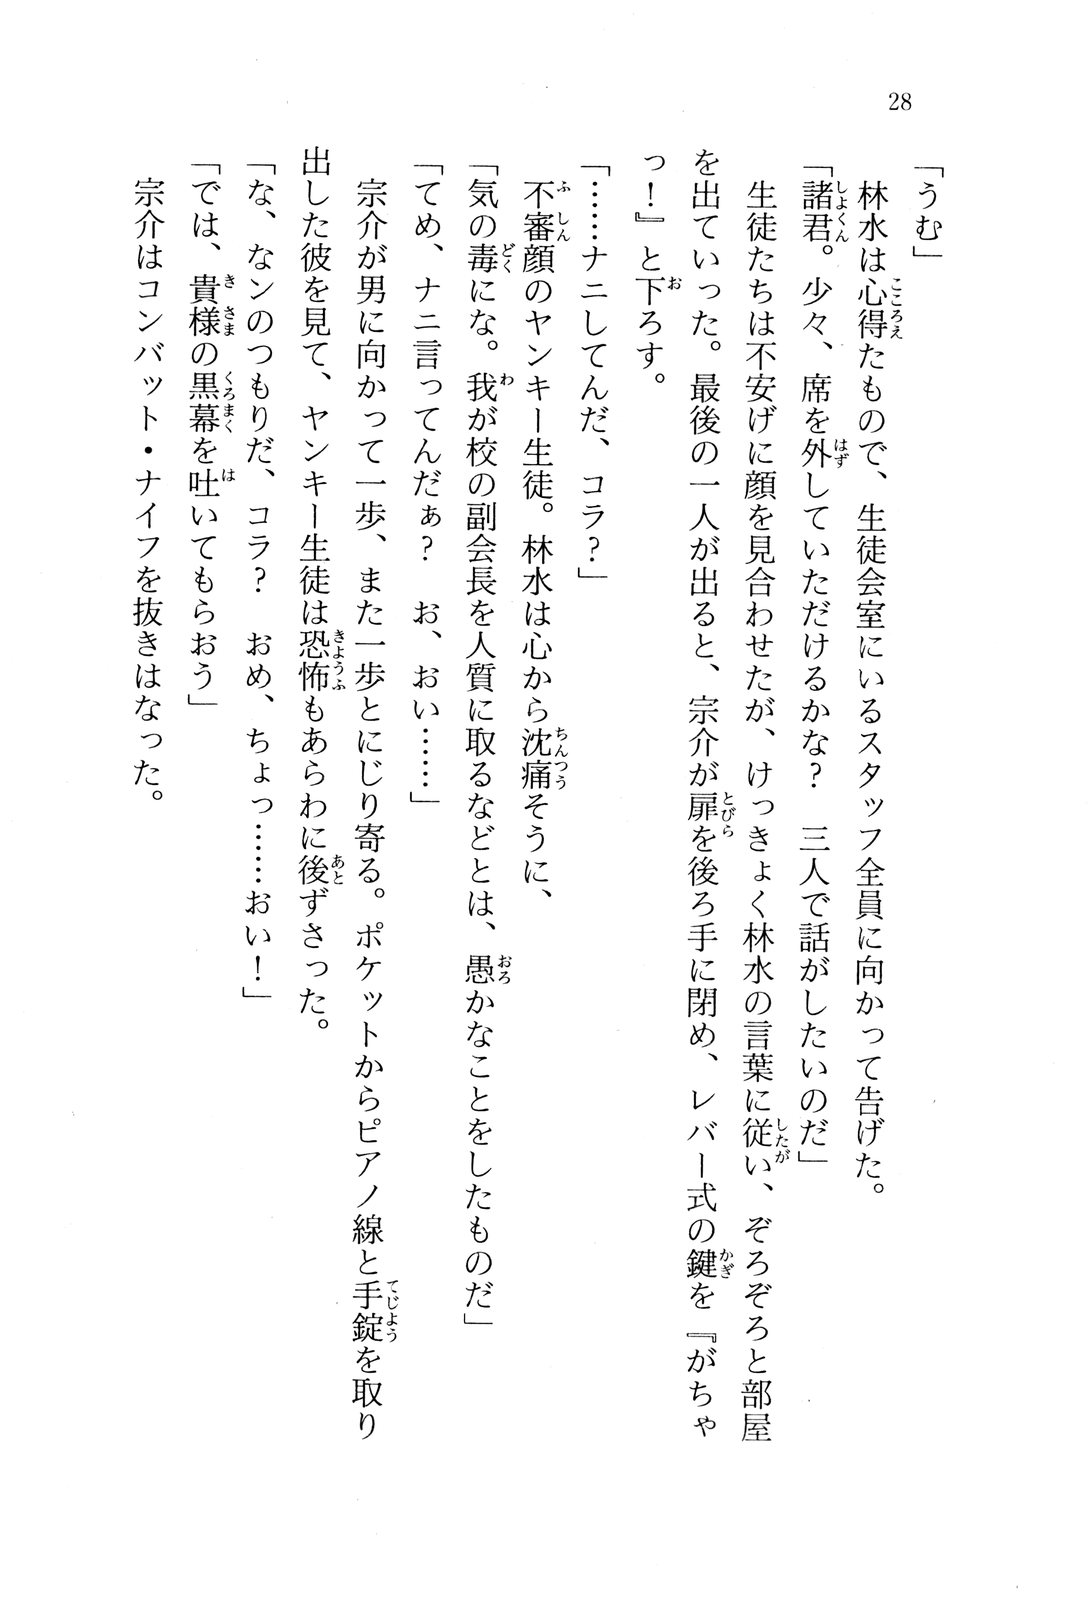 28
「うむ」
　林水は心得たもので、生徒会室にいるスタッフ全員に向かって告げた。
「諸君。少々、席を外していただけるかな？　三人で話がしたいのだ」
　生徒たちは不安げに顔を見合わせたが、けっきょく林水の言葉に従い、ぞろぞろと部屋
を出ていった。最後の一人が出ると、宗介が扉を後ろ手に閉め、レバー式の鍵を『がちゃ
っ！』と下ろす。
「……ナニしてんだ、コラ？」
　不審顔のヤンキー生徒。林水は心から沈痛そうに、
「気の毒にな。我が校の副会長を人質に取るなどとは、愚かなことをしたものだ」
「てめ、ナニ言ってんだぁ？　お、おい……」
　宗介が男に向かって一歩、また一歩とにじり寄る。ポケットからピアノ線と手錠を取り
出した彼を見て、ヤンキー生徒は恐怖もあらわに後ずさった。
「な、なンのつもりだ、コラ？　おめ、ちょっ……おい！」
「では、貴様の黒幕を吐いてもらおう」
　宗介はコンバット・ナイフを抜きはなった。